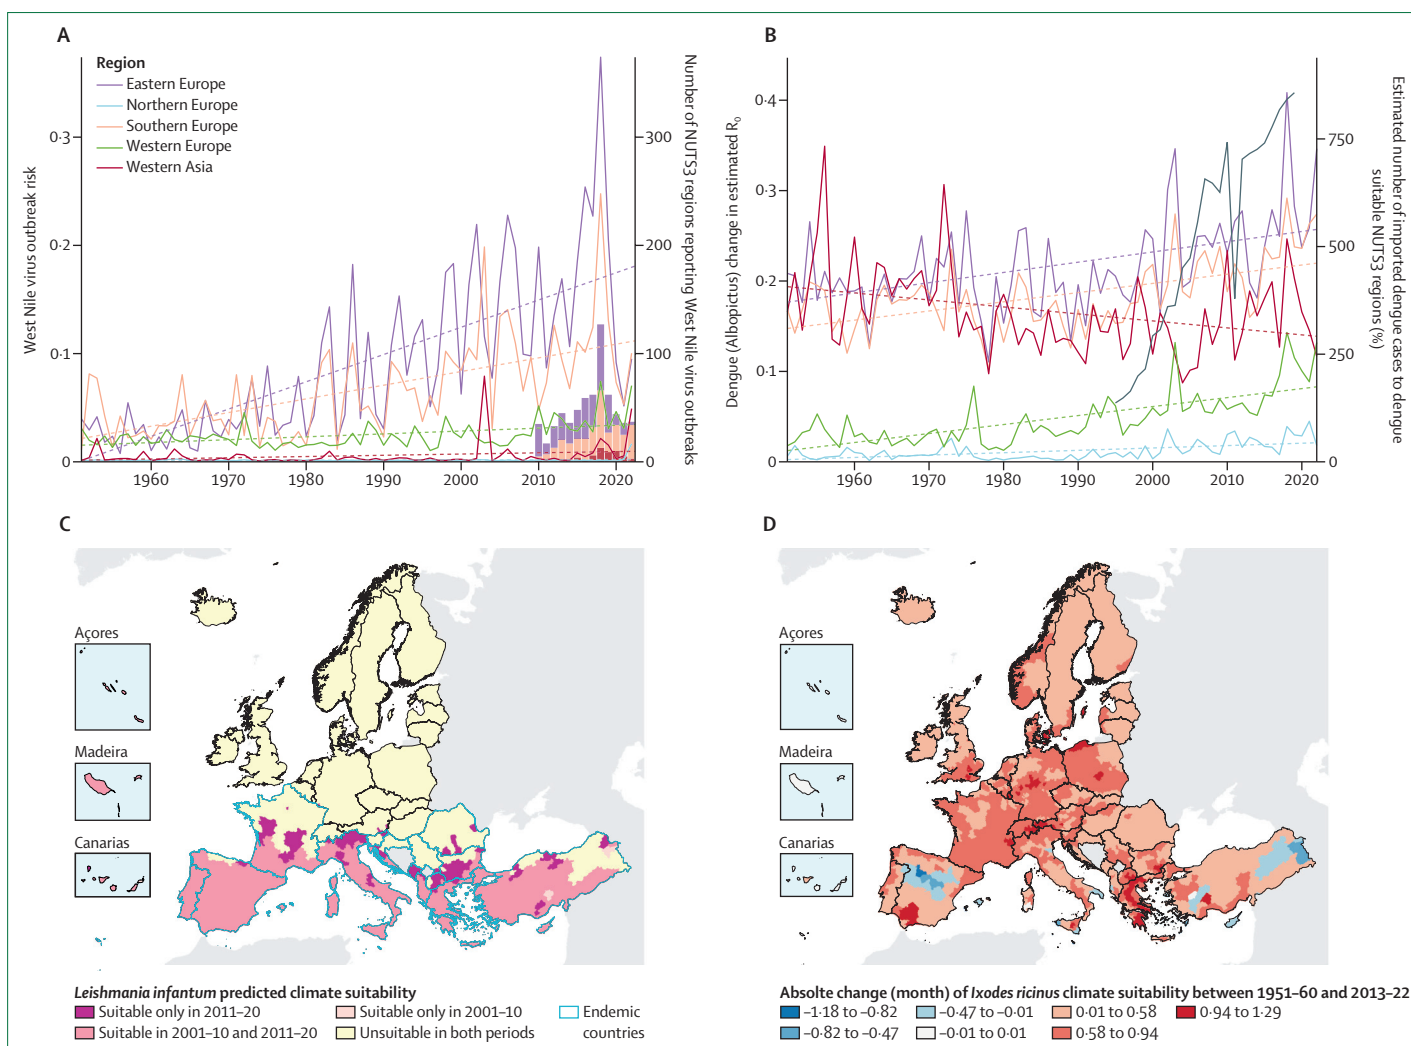 A
Region
Eastern Europe
Northern Europe
Southern Europe
Western Europe
Western Asia
West Nile virus outbreak risk
0·3
0·2
0·1
0
1960
1970
1980
1990
2000
2010
2020
300
200
100
0
Number of NUTS3 regions reporting West Nile virus outbreaks
B
Dengue (Albopictus) change in estimated R0
0·4
0·3
0·2
0·1
0
1960
1970
1980
1990
2000
2010
2020
750
500
250
0
Estimated number of imported dengue cases to dengue
suitable NUTS3 regions (%)
C
Açores
Madeira
Canarias
Leishmania infantum predicted climate suitability
Suitable only in 2011–20
Suitable only in 2001–10
Endemic
countries
Suitable in 2001–10 and 2011–20
Unsuitable in both periods
D
Açores
Madeira
Canarias
Absolte change (month) of Ixodes ricinus climate suitability between 1951–60 and 2013–22
–1·18 to –0·82
–0·47 to –0·01
0·01 to 0·58
0·94 to 1·29
–0·82 to –0·47
–0·01 to 0·01
0·58 to 0·94